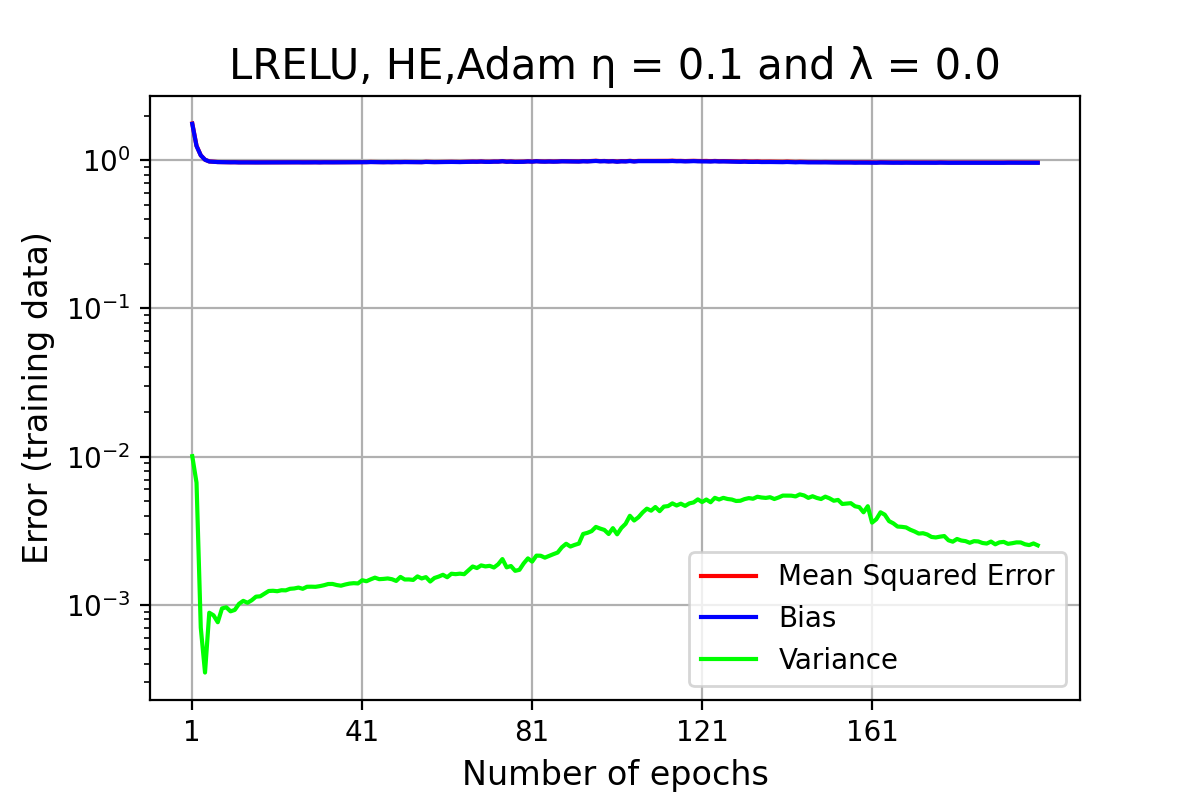 LRELU, HE,Adam η = 0.1 and λ = 0.0
Error (training data)
10⁰
10⁻¹
10⁻²
10⁻³
Mean Squared Error
Bias
Variance
1 41 81 121 161
Number of epochs